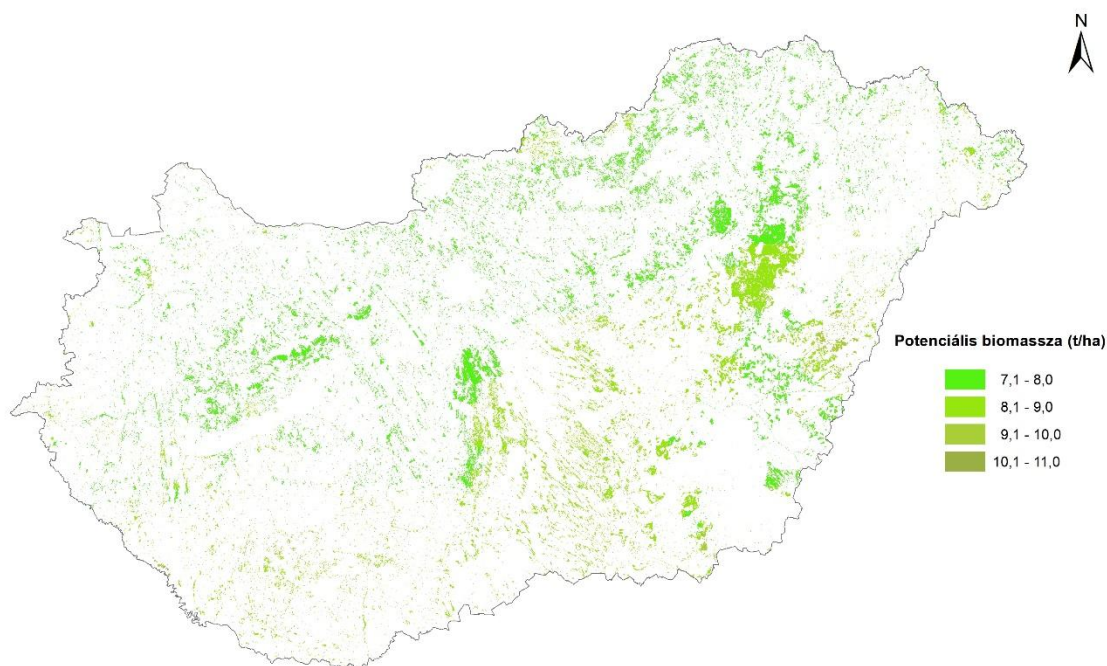 N
Potenciális biomassza (t/ha)
7,1 - 8,0
8,1 - 9,0
9,1 - 10,0
10,1 - 11,0